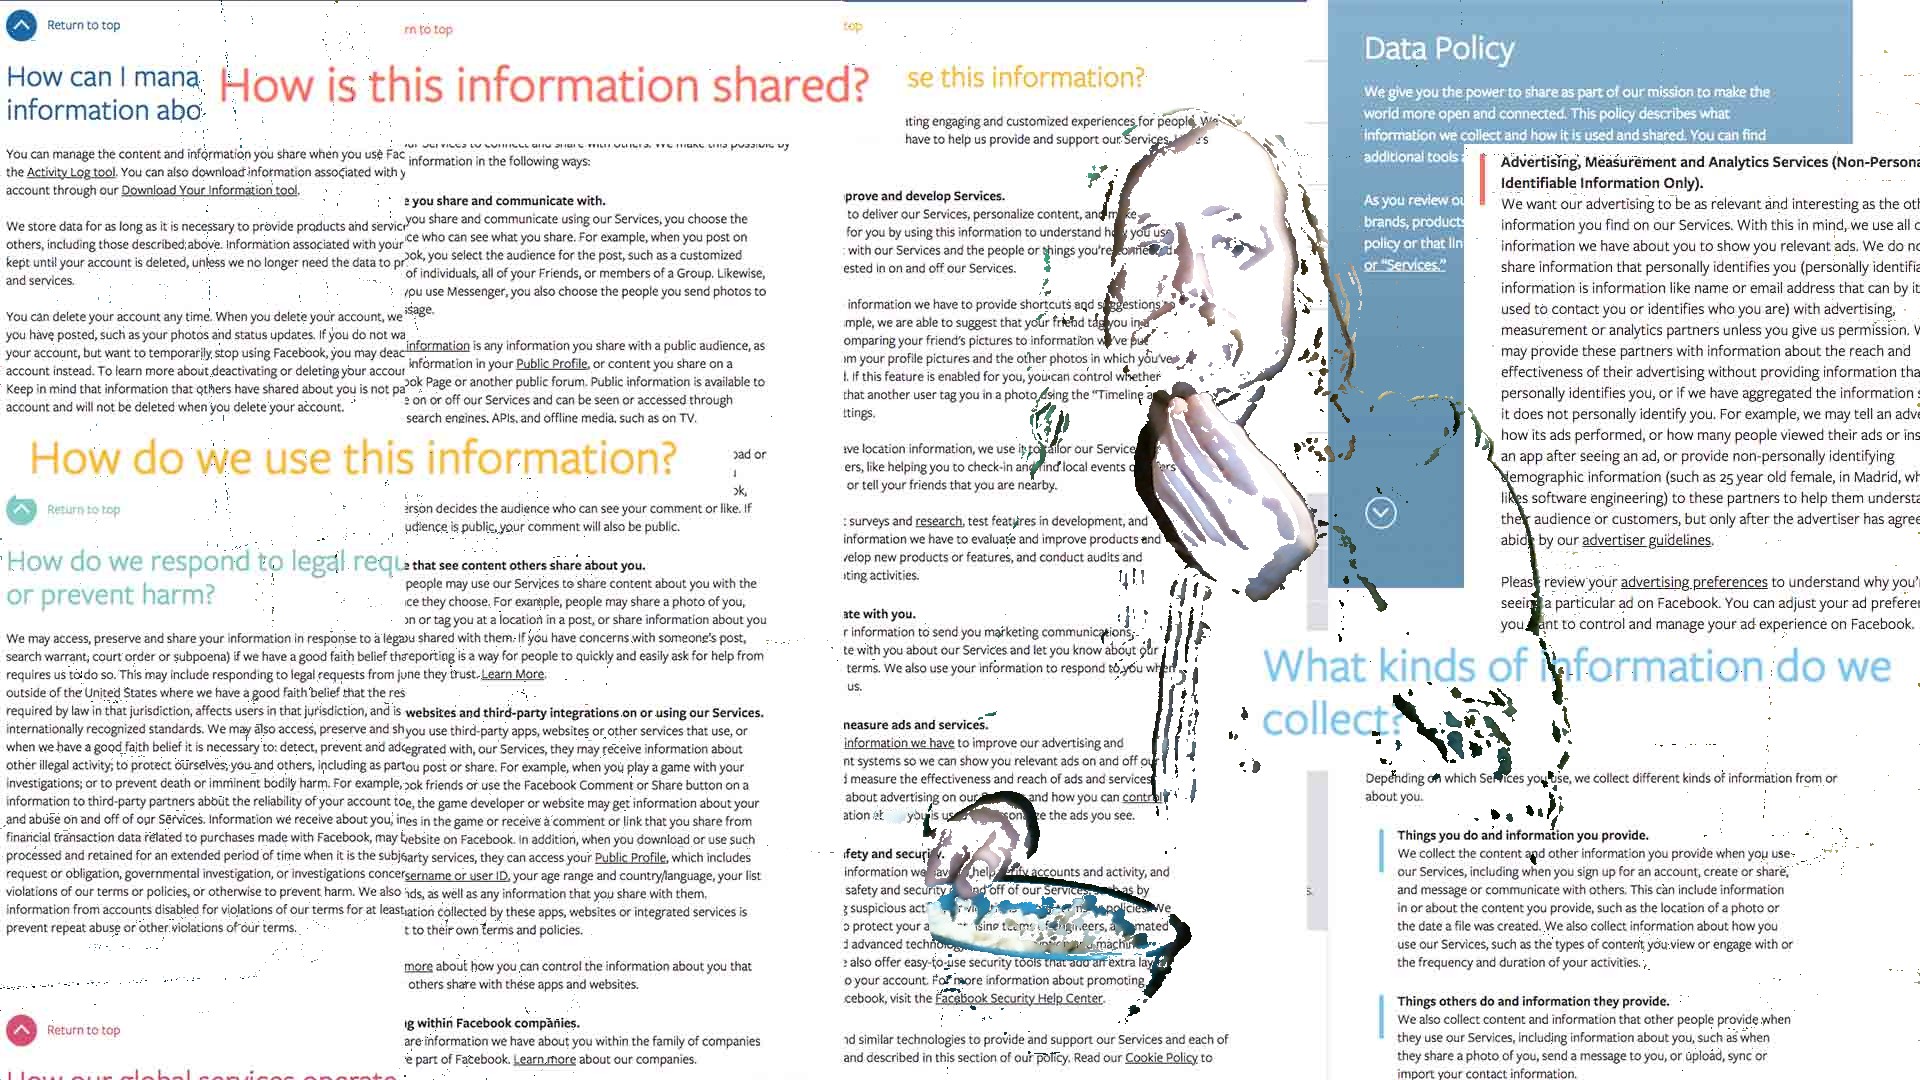 Return to top
How can I mana
information abo
You can manage the content and information you share when you use Fac
the Activity Log tool. You can also download information associated with y
account through our Download Your Information tool.
We store data for as long as it is necessary to provide products and service
others, including those described above. Information associated with your
kept until your account is deleted, unless we no longer need the data to pr
and services.
You can delete your account any time. When you delete your account, we
you have posted, such as your photos and status updates. If you do not wa
your account, but want to temporarily stop using Facebook, you may deac
account instead. To learn more about deactivating or deleting your accour
Keep in mind that information that others have shared about you is not pa
account and will not be deleted when you delete your account.
How do we use this information?
Return to top
How do we respond to legal requ
or prevent harm?
We may access, preserve and share your information in response to a lega
search warrant, court order or subpoena) if we have a good faith belief th
requires us to do so. This may include responding to legal requests from j
outside of the United States where we have a good faith belief that the res
required by law in that jurisdiction, affects users in that jurisdiction, and is
internationally recognized standards. We may also access, preserve and sh
when we have a good faith belief it is necessary to: detect, prevent and adc
other illegal activity; to protect ourselves, you and others, including as part
investigations; or to prevent death or imminent bodily harm. For example,
information to third-party partners about the reliability of your account to
and abuse on and off of our Services. Information we receive about you, in
financial transaction data related to purchases made with Facebook, may b
processed and retained for an extended period of time when it is the subje
request or obligation, governmental investigation, or investigations concer
violations of our terms or policies, or otherwise to prevent harm. We also
information from accounts disabled for violations of our terms for at least
prevent repeat abuse or other violations of our terms.
Return to top
How our global services operate
rn to top
How is this information shared?
our Services to connect and share with others. We make this possible by
information in the following ways:
e you share and communicate with.
you share and communicate using our Services, you choose the
ce who can see what you share. For example, when you post on
ook, you select the audience for the post, such as a customized
of individuals, all of your Friends, or members of a Group. Likewise,
you use Messenger, you also choose the people you send photos to
ssage.
information is any information you share with a public audience, as
information in your Public Profile, or content you share on a
ook Page or another public forum. Public information is available to
e on or off our Services and can be seen or accessed through
search engines, APIs, and offline media, such as on TV.
oad or
ok,
erson decides the audience who can see your comment or like. If
udience is public, your comment will also be public.
e that see content others share about you.
people may use our Services to share content about you with the
ce they choose. For example, people may share a photo of you,
on or tag you at a location in a post, or share information about you
ou shared with them. If you have concerns with someone's post,
reporting is a way for people to quickly and easily ask for help from
ne they trust. Learn More.
websites and third-party integrations on or using our Services.
you use third-party apps, websites or other services that use, or
egrated with, our Services, they may receive information about
ou post or share. For example, when you play a game with your
ook friends or use the Facebook Comment or Share button on a
e, the game developer or website may get information about your
es in the game or receive a comment or link that you share from
ebsite on Facebook. In addition, when you download or use such
arty services, they can access your Public Profile, which includes
sername or user ID, your age range and country/language, your list
nds, as well as any information that you share with them.
ation collected by these apps, websites or integrated services is
t to their own terms and policies.
more about how you can control the information about you that
others share with these apps and websites.
g within Facebook companies.
are information we have about you within the family of companies
e part of Facebook. Learn more about our companies.
top
se this information?
ting engaging and customized experiences for people. We
have to help us provide and support our Services.
prove and develop Services.
to deliver our Services, personalize content, and make
for you by using this information to understand how you use
with our Services and the people or things you're connected
ested in on and off our Services.
information we have to provide shortcuts and suggestions
mple, we are able to suggest that your friend tag you in a
omparing your friend's pictures to information we've put
m your profile pictures and the other photos in which you've
. If this feature is enabled for you, you can control whether
that another user tag you in a photo using the "Timeline a
ttings.
ave location information, we use it to tailor our Services
ers, like helping you to check-in and find local events or offers
or tell your friends that you are nearby.
surveys and research, test features in development, and
information we have to evaluate and improve products and
velop new products or features, and conduct audits and
ting activities.
ate with you.
r information to send you marketing communications,
te with you about our Services and let you know about our
terms. We also use your information to respond to you when
us.
measure ads and services.
information we have to improve our advertising and
nt systems so we can show you relevant ads on and off our
d measure the effectiveness and reach of ads and services.
about advertising on our and how you can control
ation is used the ads you see.
fety and security.
information we have help verify accounts and activity, and
safety and security and off of our Services, such as by
g suspicious policies. We
o protect your engineers, automated
d advanced machin
e also offer easy-to-use security tools that add an extra lay
o your account. For more information about promoting
cebook, visit the Facebook Security Help Center.
nd similar technologies to provide and support our Services and each of
and described in this section of our policy. Read our Cookie Policy to
Data Policy
We give you the power to share as part of our mission to make the
world more open and connected. This policy describes what
information we collect and how it is used and shared. You can find
additional tools
As you review ou
brands, products
policy or that lin
or "Services."
Advertising, Measurement and Analytics Services (Non-Persona
Identifiable Information Only).
We want our advertising to be as relevant and interesting as the oth
information you find on our Services. With this in mind, we use all o
information we have about you to show you relevant ads. We do no
share information that personally identifies you (personally identifia
information is information like name or email address that can by it
used to contact you or identifies who you are) with advertising,
measurement or analytics partners unless you give us permission. W
may provide these partners with information about the reach and
effectiveness of their advertising without providing information tha
personally identifies you, or if we have aggregated the information s
it does not personally identify you. For example, we may tell an adve
how its ads performed, or how many people viewed their ads or ins
an app after seeing an ad, or provide non-personally identifying
demographic information (such as 25 year old female, in Madrid, wh
likes software engineering) to these partners to help them understa
their audience or customers, but only after the advertiser has agree
abide by our advertiser guidelines.
Please review your advertising preferences to understand why you'r
seeing a particular ad on Facebook. You can adjust your ad preferen
you want to control and manage your ad experience on Facebook.
What kinds of information do we
collect?
Depending on which Services you use, we collect different kinds of information from or
about you.
Things you do and information you provide.
We collect the content and other information you provide when you use
our Services, including when you sign up for an account, create or share,
and message or communicate with others. This can include information
in or about the content you provide, such as the location of a photo or
the date a file was created. We also collect information about how you
use our Services, such as the types of content you view or engage with or
the frequency and duration of your activities.
s.
Things others do and information they provide.
We also collect content and information that other people provide when
they use our Services, including information about you, such as when
they share a photo of you, send a message to you, or upload, sync or
import your contact information.